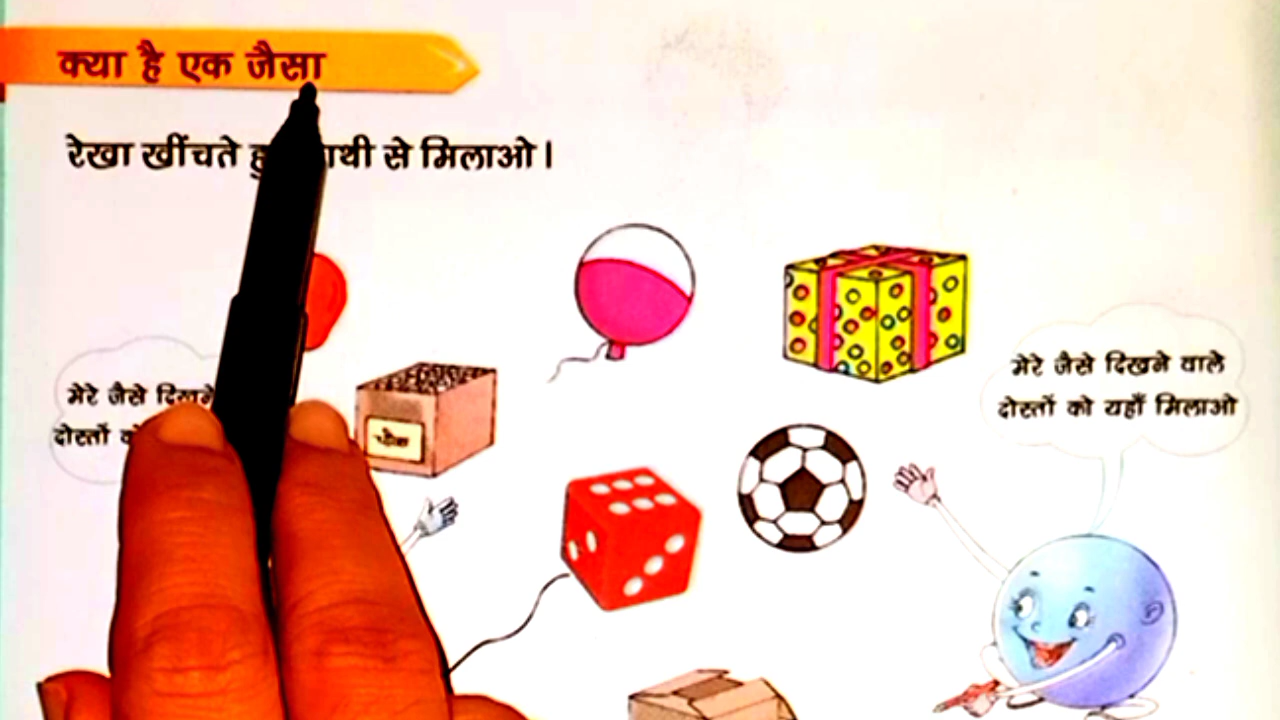 क्या है एक जैसा
रेखा खींचते से मिलाओ।
मेरे जैसे
दोस्तों
मेरे जैसे दिखने वाले
दोस्तों को यहाँ मिलाओ